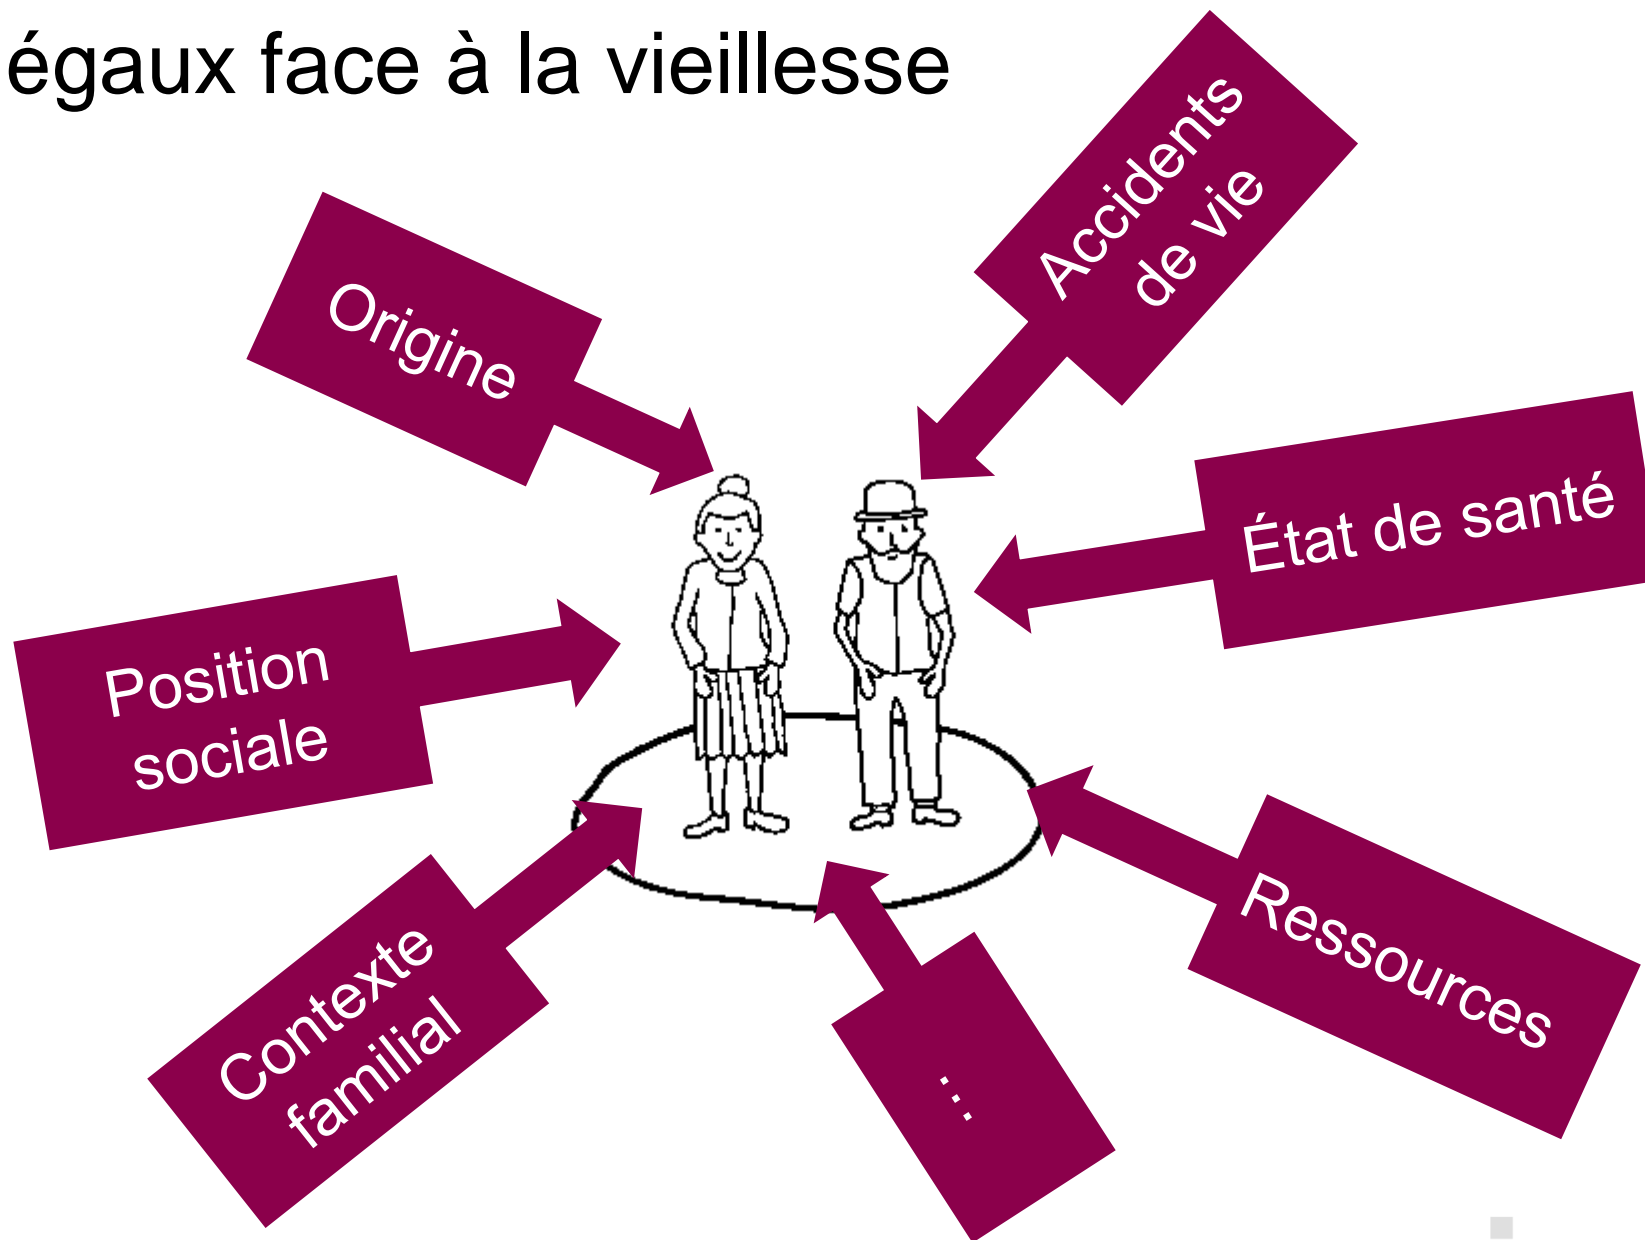 égaux face à la vieillesse
Accidents
de vie
Origine
État de santé
Position
sociale
Ressources
Contexte
familial
...